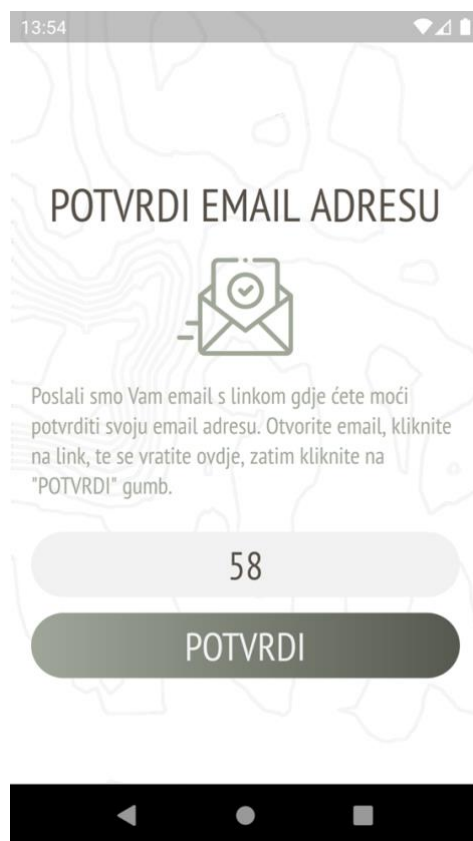 13:54
POTVRDI EMAIL ADRESU
Poslali smo Vam email s linkom gdje ćete moći
potvrditi svoju email adresu. Otvorite email, kliknite
na link, te se vratite ovdje, zatim kliknite na
"POTVRDI" gumb.
58
POTVRDI